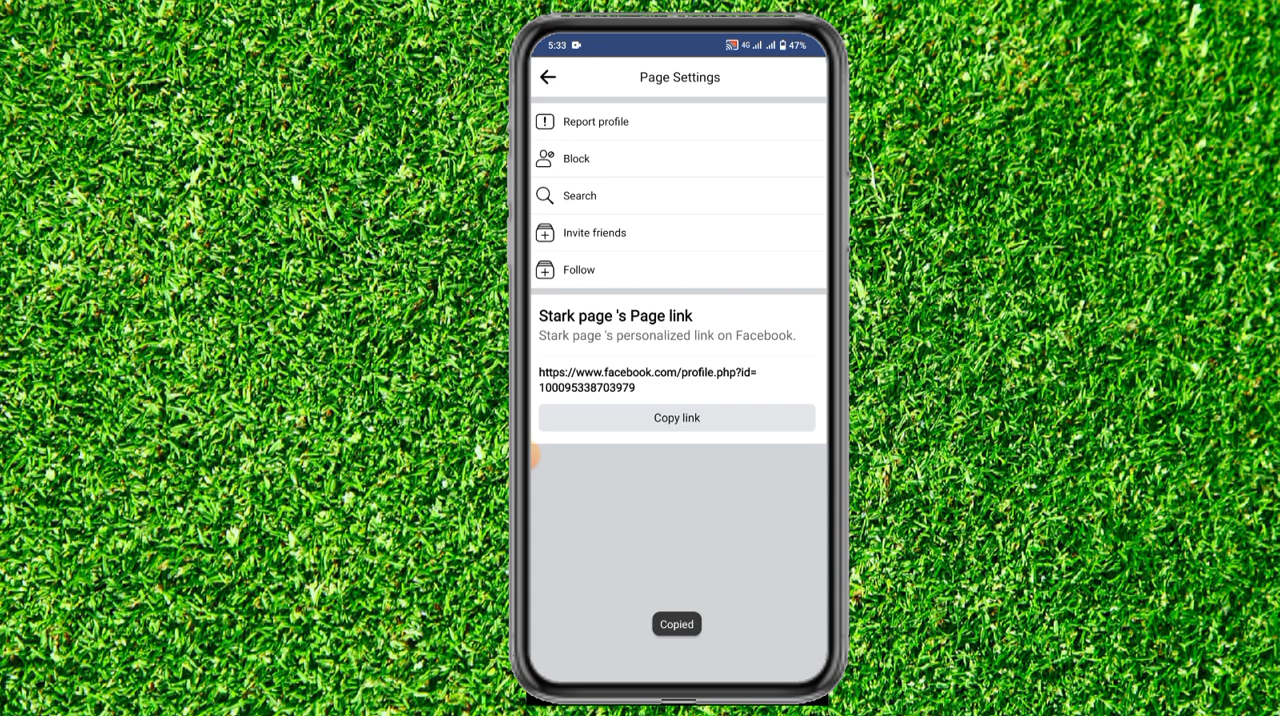 5:33 4G 47%
Page Settings
Report profile
Block
Search
Invite friends
Follow
Stark page 's Page link
Stark page 's personalized link on Facebook.
https://www.facebook.com/profile.php?id=
100095338703979
Copy link
Copied